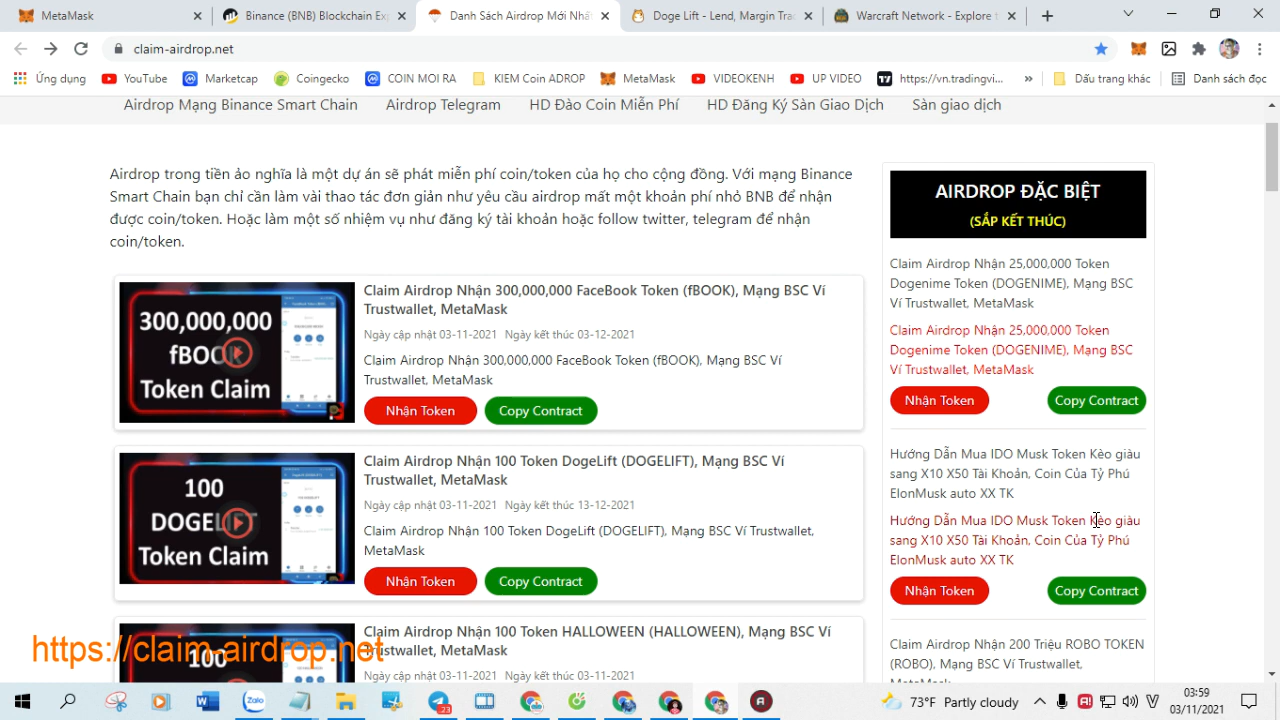 MetaMask
Binance (BNB) Blockchain Exp
Danh Sách Airdrop Mới Nhấ
Doge Lift - Lend, Margin Trad
Warcraft Network - Explore t
claim-airdrop.net
Ứng dụng
YouTube
Marketcap
Coingecko
COIN MOI RA
KIEM Coin ADROP
MetaMask
VIDEOKENH
UP VIDEO
https://vn.tradingvi...
»
Dấu trang khác
Danh sách đọc
Airdrop Mạng Binance Smart Chain
Airdrop Telegram
HD Đào Coin Miễn Phí
HD Đăng Ký Sàn Giao Dịch
Sàn giao dịch
Airdrop trong tiền ảo nghĩa là một dự án sẽ phát miễn phí coin/token của họ cho cộng đồng. Với mạng Binance
Smart Chain bạn chỉ cần làm vài thao tác đơn giản như yêu cầu airdrop mất một khoản phí nhỏ BNB để nhận
được coin/token. Hoặc làm một số nhiệm vụ như đăng ký tài khoản hoặc follow twitter, telegram để nhận
coin/token.
300,000,000
fBOOK
Token Claim
Claim Airdrop Nhận 300,000,000 FaceBook Token (fBOOK), Mạng BSC Ví
Trustwallet, MetaMask
Ngày cập nhật 03-11-2021 Ngày kết thúc 03-12-2021
Claim Airdrop Nhận 300,000,000 FaceBook Token (fBOOK), Mạng BSC Ví
Trustwallet, MetaMask
Nhận Token
Copy Contract
100
DOGELIFT
Token Claim
Claim Airdrop Nhận 100 Token DogeLift (DOGELIFT), Mạng BSC Ví
Trustwallet, MetaMask
Ngày cập nhật 03-11-2021 Ngày kết thúc 13-12-2021
Claim Airdrop Nhận 100 Token DogeLift (DOGELIFT), Mạng BSC Ví Trustwallet,
MetaMask
Nhận Token
Copy Contract
100
Claim Airdrop Nhận 100 Token HALLOWEEN (HALLOWEEN), Mạng BSC Ví
Trustwallet, MetaMask
Ngày cập nhật 03-11-2021 Ngày kết thúc 03-11-2021
https://claim-airdrop.net
AIRDROP ĐẶC BIỆT
(SẮP KẾT THÚC)
Claim Airdrop Nhận 25,000,000 Token
Dogenime Token (DOGENIME), Mạng BSC
Ví Trustwallet, MetaMask
Claim Airdrop Nhận 25,000,000 Token
Dogenime Token (DOGENIME), Mạng BSC
Ví Trustwallet, MetaMask
Nhận Token
Copy Contract
Hướng Dẫn Mua IDO Musk Token Kèo giàu
sang X10 X50 Tài Khoản, Coin Của Tỷ Phú
ElonMusk auto XX TK
Hướng Dẫn Mua IDO Musk Token Kèo giàu
sang X10 X50 Tài Khoản, Coin Của Tỷ Phú
ElonMusk auto XX TK
Nhận Token
Copy Contract
Claim Airdrop Nhận 200 Triệu ROBO TOKEN
(ROBO), Mạng BSC Ví Trustwallet,
MetaMask
Zalo
23
73°F Partly cloudy
03:59
03/11/2021